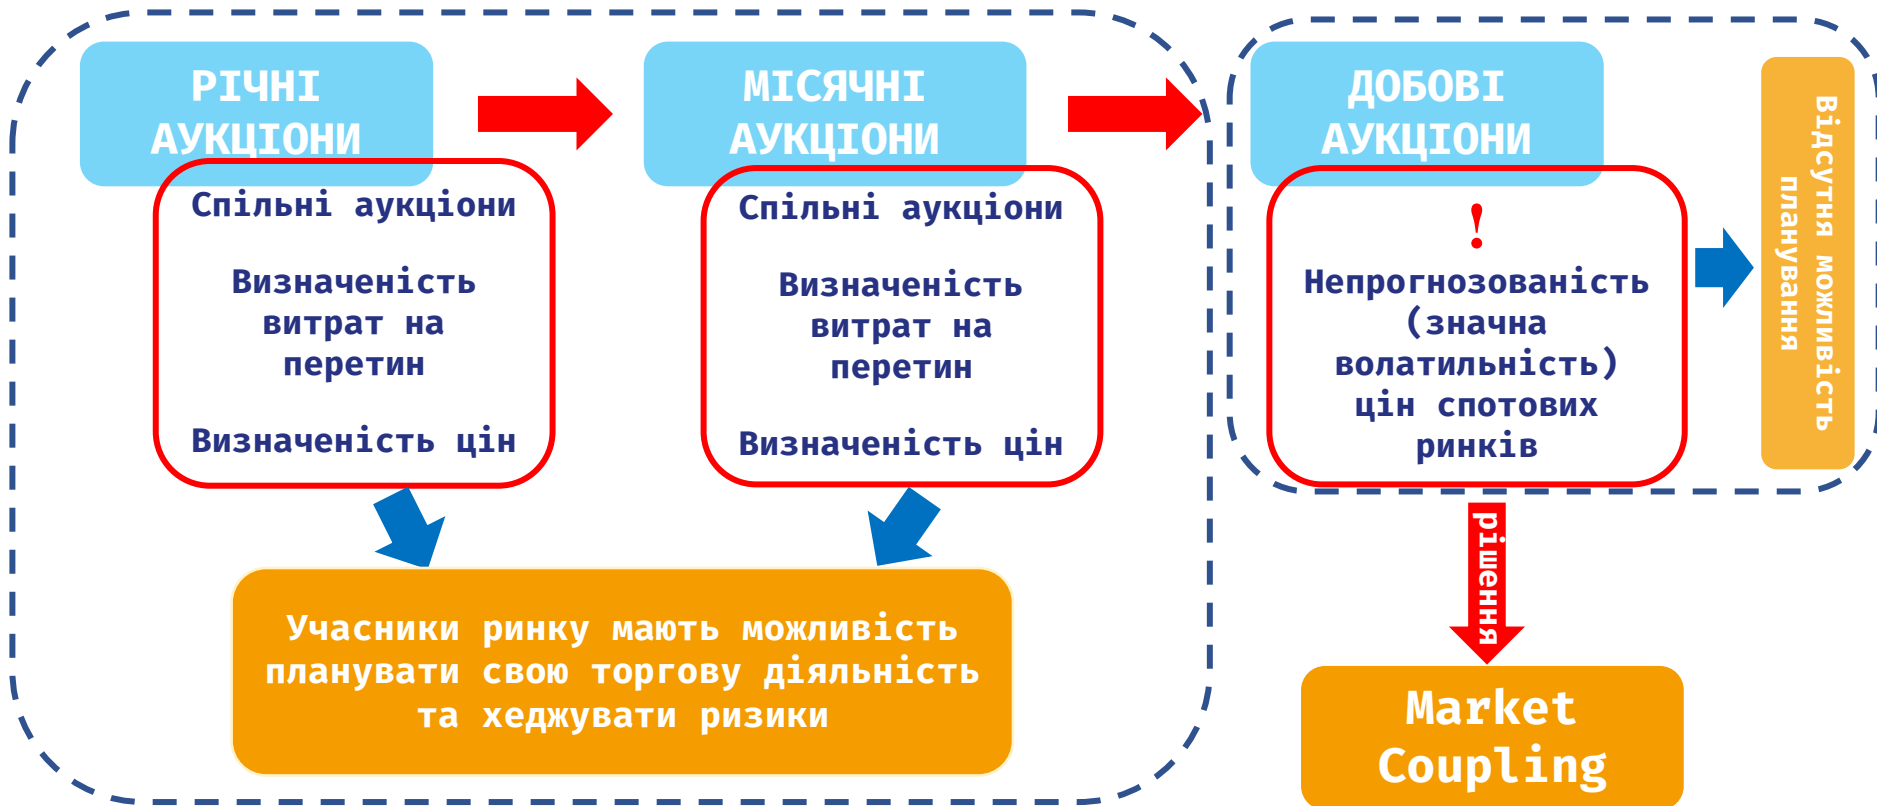 РІЧНІ
АУКЦІОНИ
Спільні аукціони
Визначеність
витрат на
перетин
Визначеність цін
МІСЯЧНІ
АУКЦІОНИ
Спільні аукціони
Визначеність
витрат на
перетин
Визначеність цін
Учасники ринку мають можливість
планувати свою торгову діяльність
та хеджувати ризики
ДОБОВІ
АУКЦІОНИ
!
Непрогнозованість
(значна
волатильність)
цін спотових
ринків
Відсутня можливість
планування
рішення
Market
Coupling